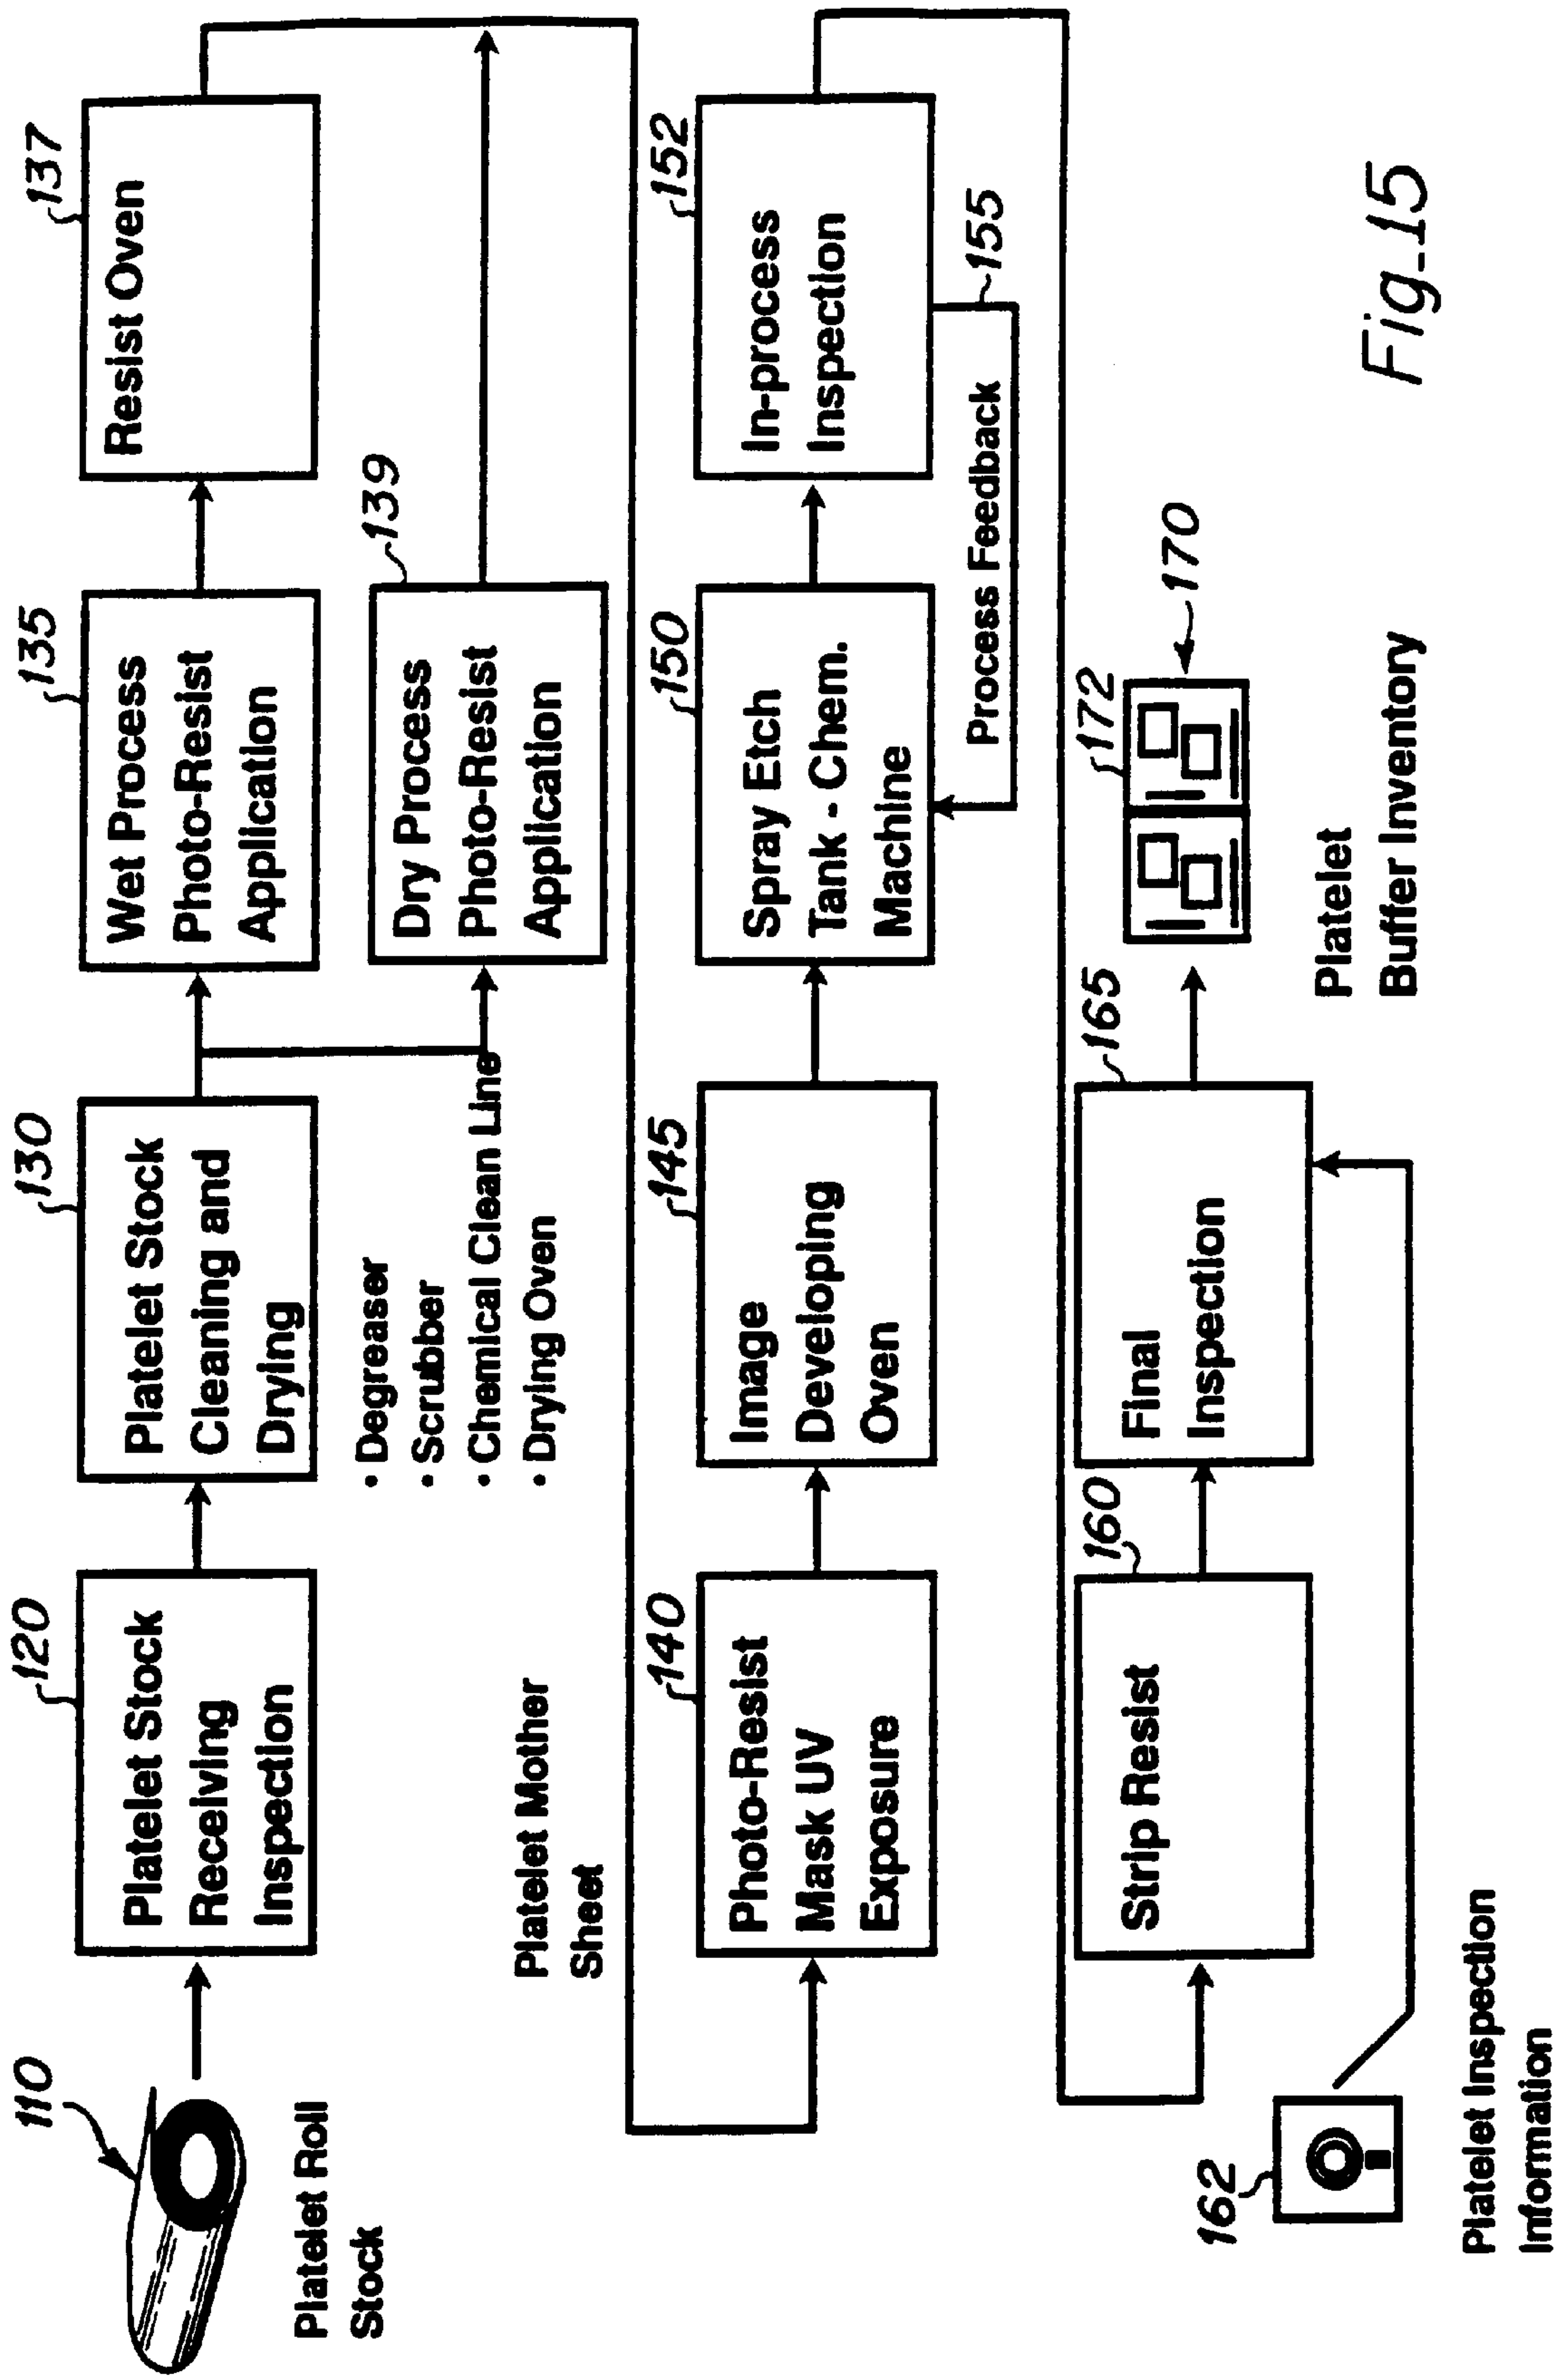 110
Platelet Roll
Stock
120
Platelet Stock
Receiving
Inspection
130
Platelet Stock
Cleaning and
Drying
• Degreaser
• Scrubber
• Chemical Clean Line
• Drying Oven
135
Wet Process
Photo-Resist
Application
137
Resist Oven
139
Dry Process
Photo-Resist
Application
Platelet Mother
Sheet
140
Photo-Resist
Mask UV
Exposure
145
Image
Developing
Oven
150
Spray Etch
Tank - Chem.
Machine
152
In-process
Inspection
155
Process Feedback
160
Strip Resist
162
Platelet Inspection
Information
165
Final
Inspection
172
170
Platelet
Buffer Inventory
Fig_15